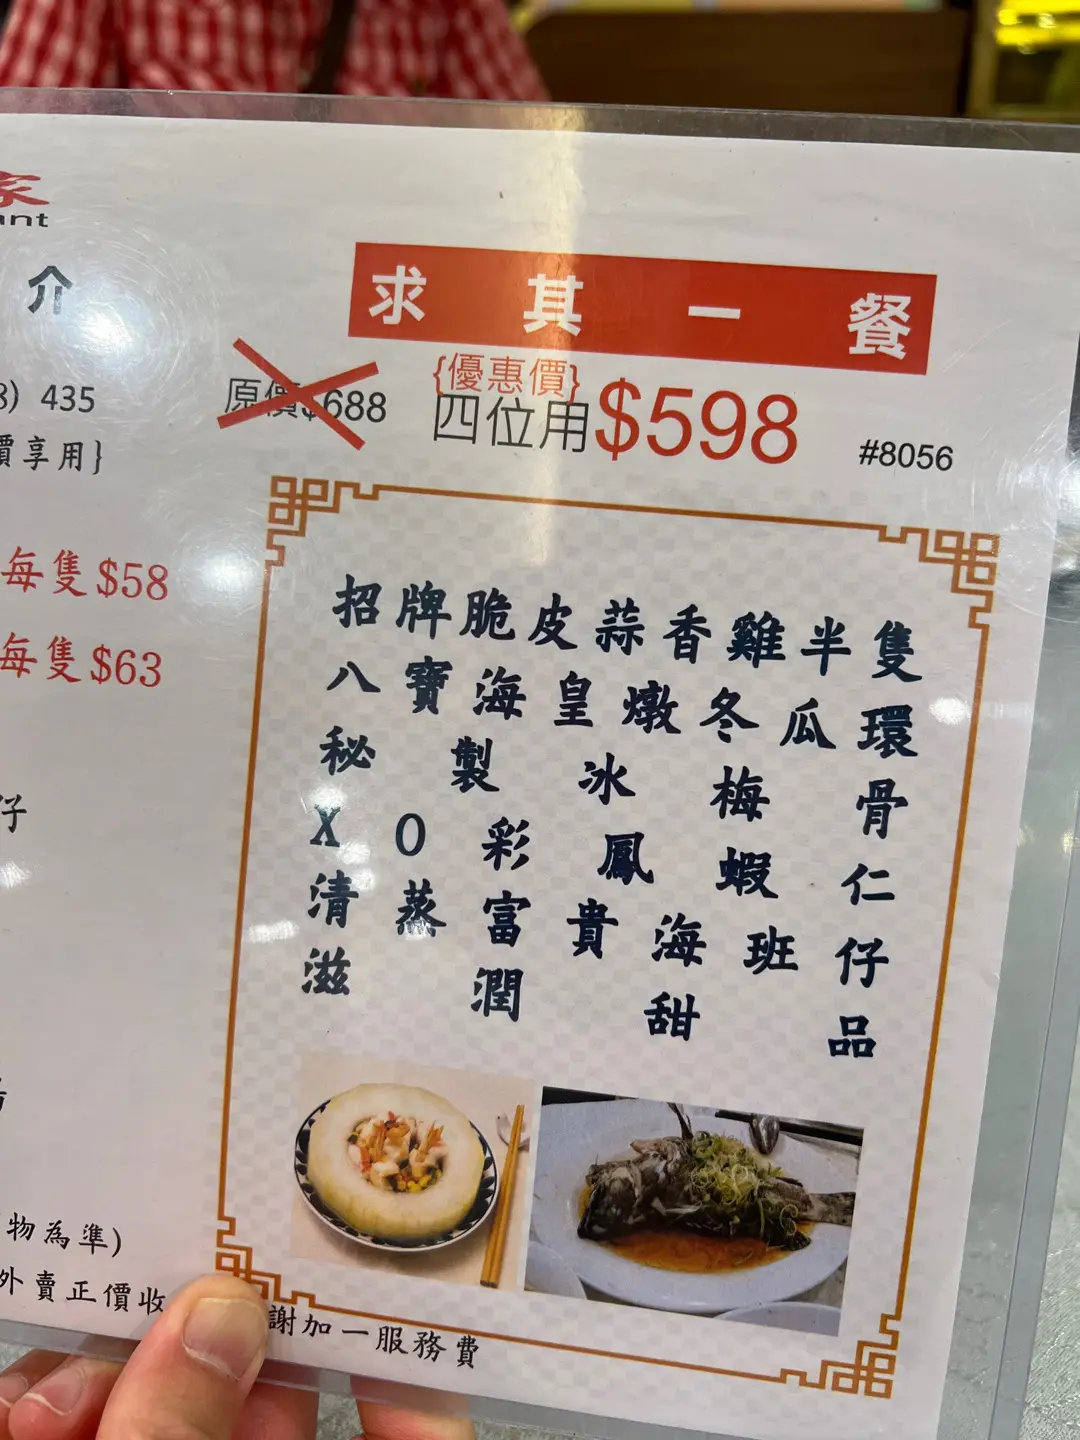 家
ant
介
8) 435
價享用}
每隻$58
每隻$63
仔
物為準)
外賣正價收
求其一餐
原價$688
{優惠價}
四位用$598
#8056
招牌脆皮蒜香雞半隻
八寶海皇燉冬瓜環
秘製冰梅骨
XO彩鳳蝦仁
清蒸富貴海班仔
滋潤甜品
謝加一服務費